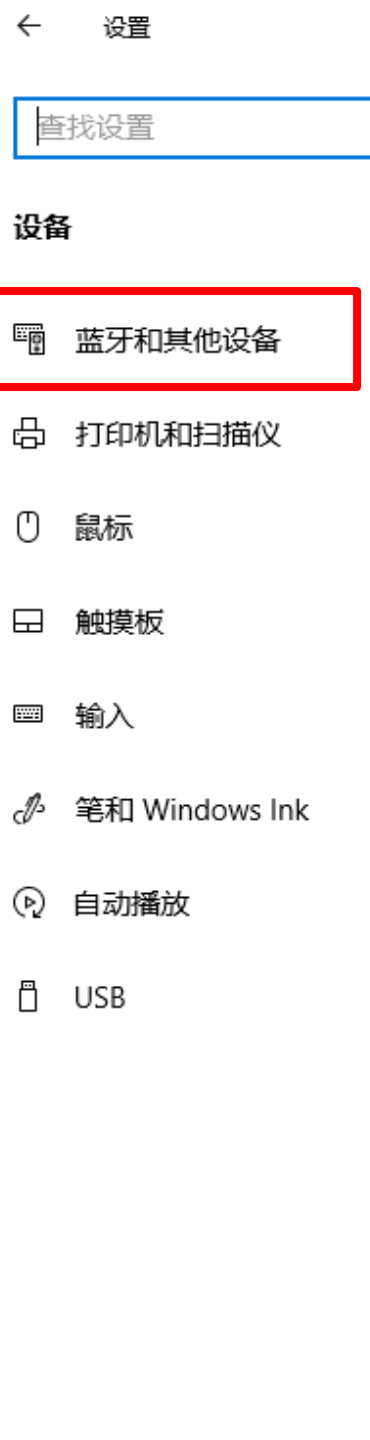 设置
查找设置
设备
蓝牙和其他设备
打印机和扫描仪
鼠标
触摸板
输入
笔和 Windows Ink
自动播放
USB